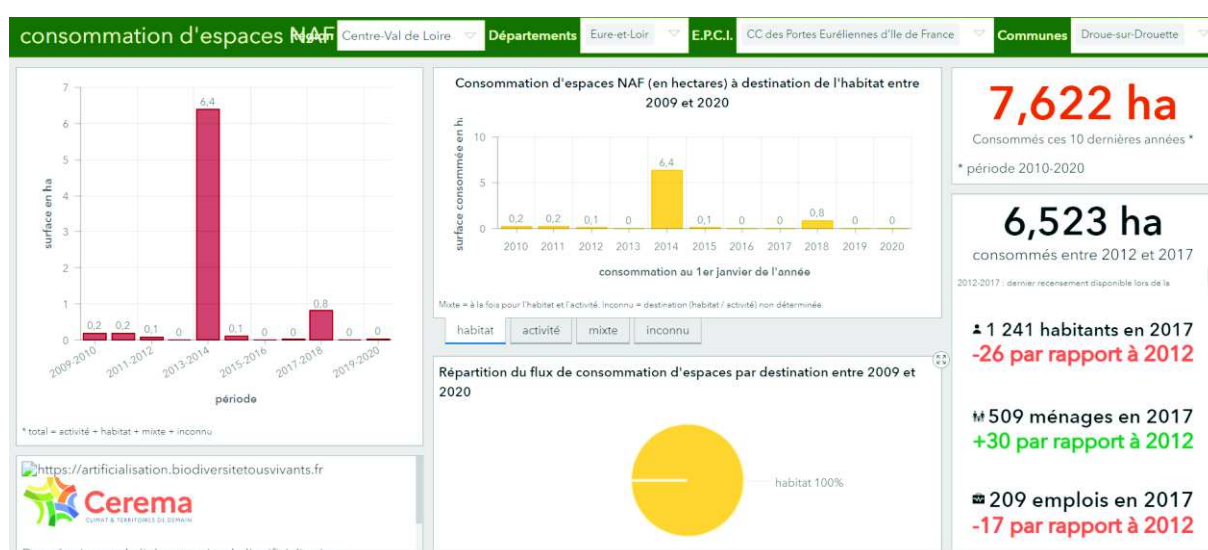 consommation d'espaces NAF Région Centre-Val de Loire Départements Eure-et-Loir E.P.C.I. CC des Portes Euréliennes d'Ile de France Communes Droue-sur-Drouette
surface en ha
7
6
5
4
3
2
1
0
0,2 0,2 0,1 0 6,4 0,1 0 0 0,8 0 0
2009-2010 2011-2012 2013-2014 2015-2016 2017-2018 2019-2020
période
* total = activité + habitat + mixte + inconnu
https://artificialisation.biodiversitetousvivants.fr
Cerema
CLIMAT & TERRITOIRES DE DEMAIN
Consommation d'espaces NAF (en hectares) à destination de l'habitat entre
2009 et 2020
surface consommée en h
10
5
0
0,2 0,2 0,1 0 6,4 0,1 0 0 0,8 0 0
2010 2011 2012 2013 2014 2015 2016 2017 2018 2019 2020
consommation au 1er janvier de l'année
Mixte = à la fois pour l'habitat et l'activité. Inconnu = destination (habitat / activité) non déterminée.
habitat activité mixte inconnu
Répartition du flux de consommation d'espaces par destination entre 2009 et
2020
habitat 100%
7,622 ha
Consommés ces 10 dernières années *
* période 2010-2020
6,523 ha
consommés entre 2012 et 2017
2012-2017 : dernier recensement disponible lors de la
1 241 habitants en 2017
-26 par rapport à 2012
509 ménages en 2017
+30 par rapport à 2012
209 emplois en 2017
-17 par rapport à 2012